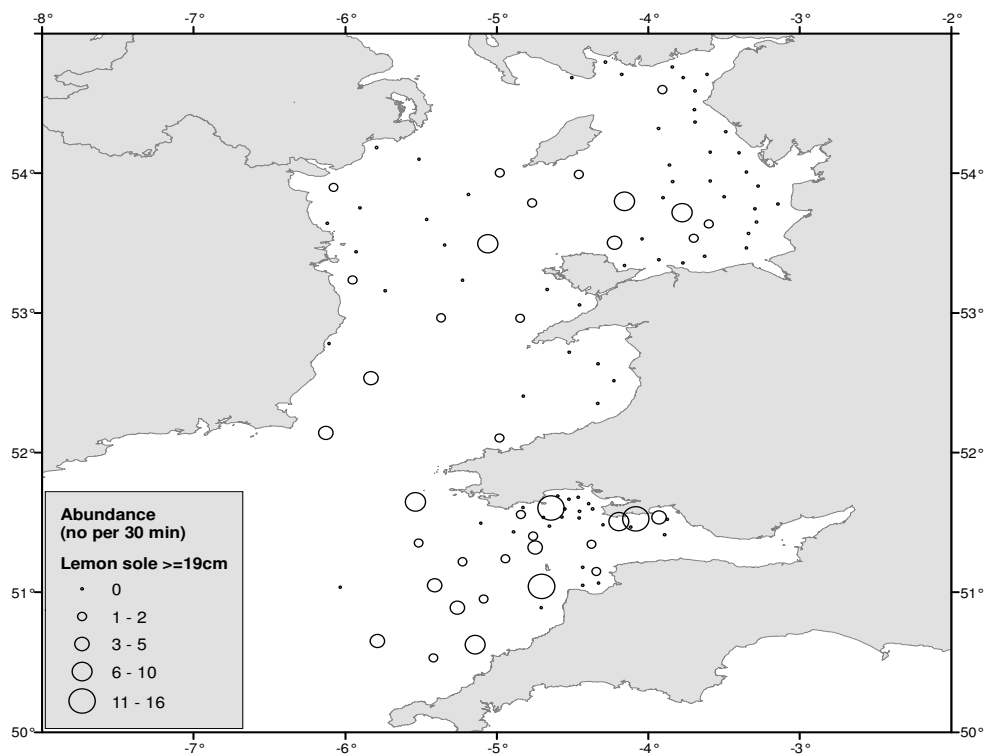 -8° -7° -6° -5° -4° -3° -2°
54° 54°
53° 53°
52° 52°
51° 51°
50° 50°
Abundance
(no per 30 min)
Lemon sole >=19cm
0
1 - 2
3 - 5
6 - 10
11 - 16
-7° -6° -5° -4° -3°